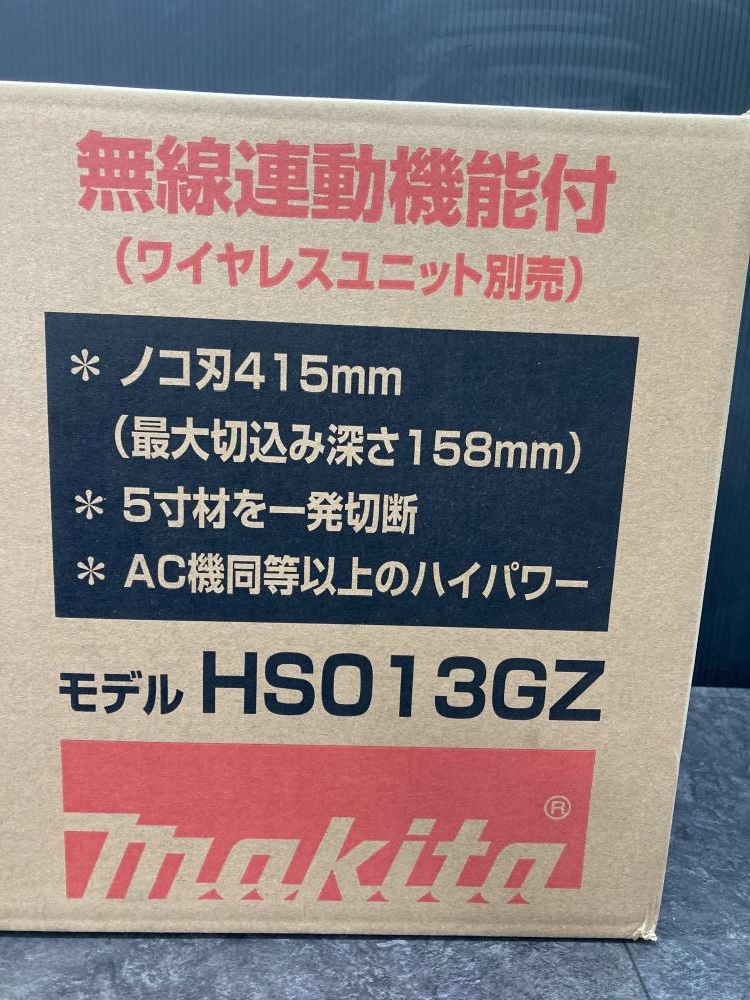 無線連動機能付
（ワイヤレスユニット別売）
＊ ノコ刃415mm
（最大切込み深さ158mm）
＊ 5寸材を一発切断
＊ AC機同等以上のハイパワー
モデル HS013GZ
makita®